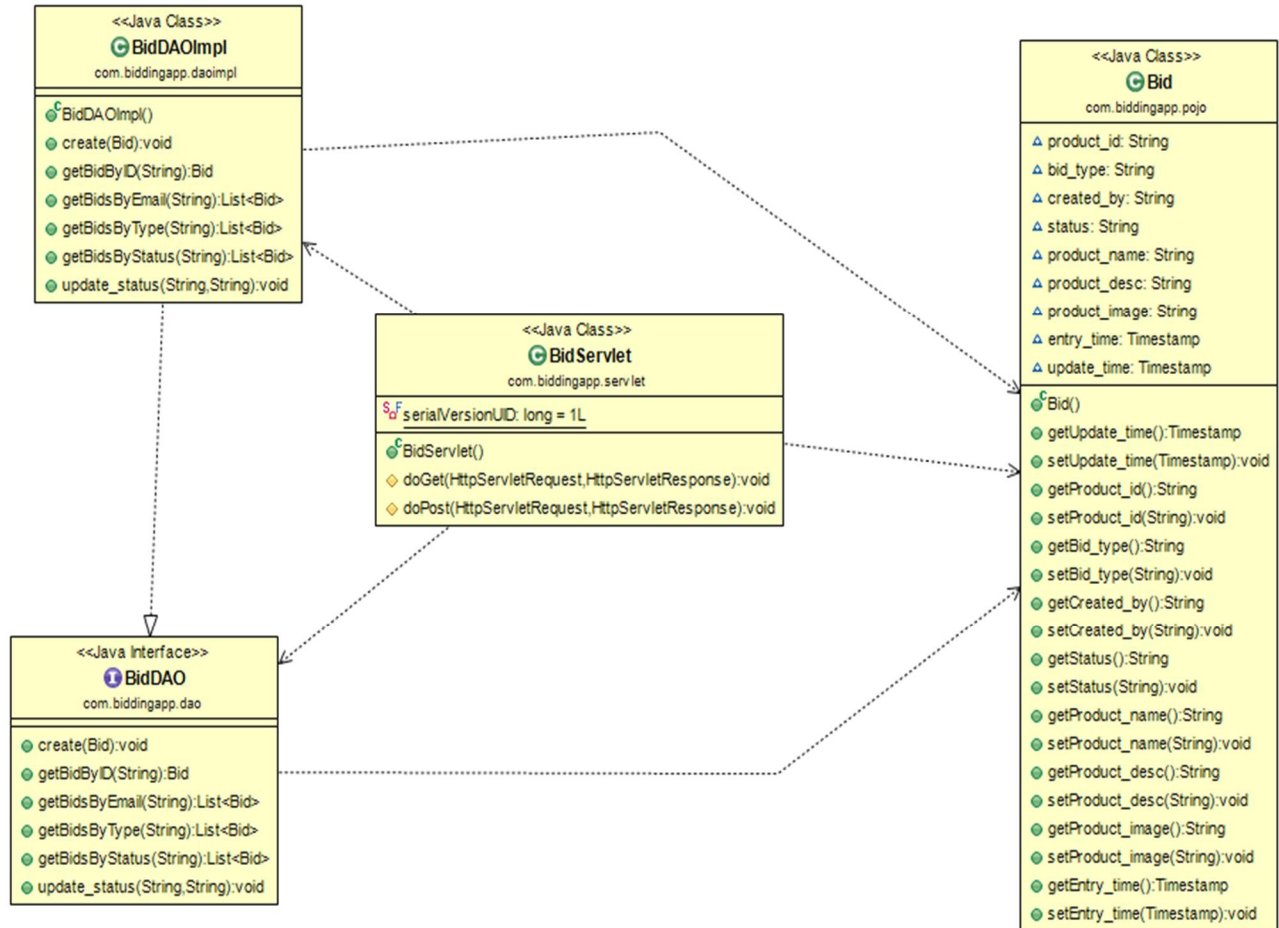 <<Java Class>>
BidDAOImpl
com.biddingapp.daoimpl
BidDAOImpl()
create(Bid):void
getBidByID(String):Bid
getBidsByEmail(String):List<Bid>
getBidsByType(String):List<Bid>
getBidsByStatus(String):List<Bid>
update_status(String,String):void
<<Java Class>>
BidServlet
com.biddingapp.servlet
serialVersionUID: long = 1L
BidServlet()
doGet(HttpServletRequest,HttpServletResponse):void
doPost(HttpServletRequest,HttpServletResponse):void
<<Java Interface>>
BidDAO
com.biddingapp.dao
create(Bid):void
getBidByID(String):Bid
getBidsByEmail(String):List<Bid>
getBidsByType(String):List<Bid>
getBidsByStatus(String):List<Bid>
update_status(String,String):void
<<Java Class>>
Bid
com.biddingapp.pojo
product_id: String
bid_type: String
created_by: String
status: String
product_name: String
product_desc: String
product_image: String
entry_time: Timestamp
update_time: Timestamp
Bid()
getUpdate_time():Timestamp
setUpdate_time(Timestamp):void
getProduct_id():String
setProduct_id(String):void
getBid_type():String
setBid_type(String):void
getCreated_by():String
setCreated_by(String):void
getStatus():String
setStatus(String):void
getProduct_name():String
setProduct_name(String):void
getProduct_desc():String
setProduct_desc(String):void
getProduct_image():String
setProduct_image(String):void
getEntry_time():Timestamp
setEntry_time(Timestamp):void